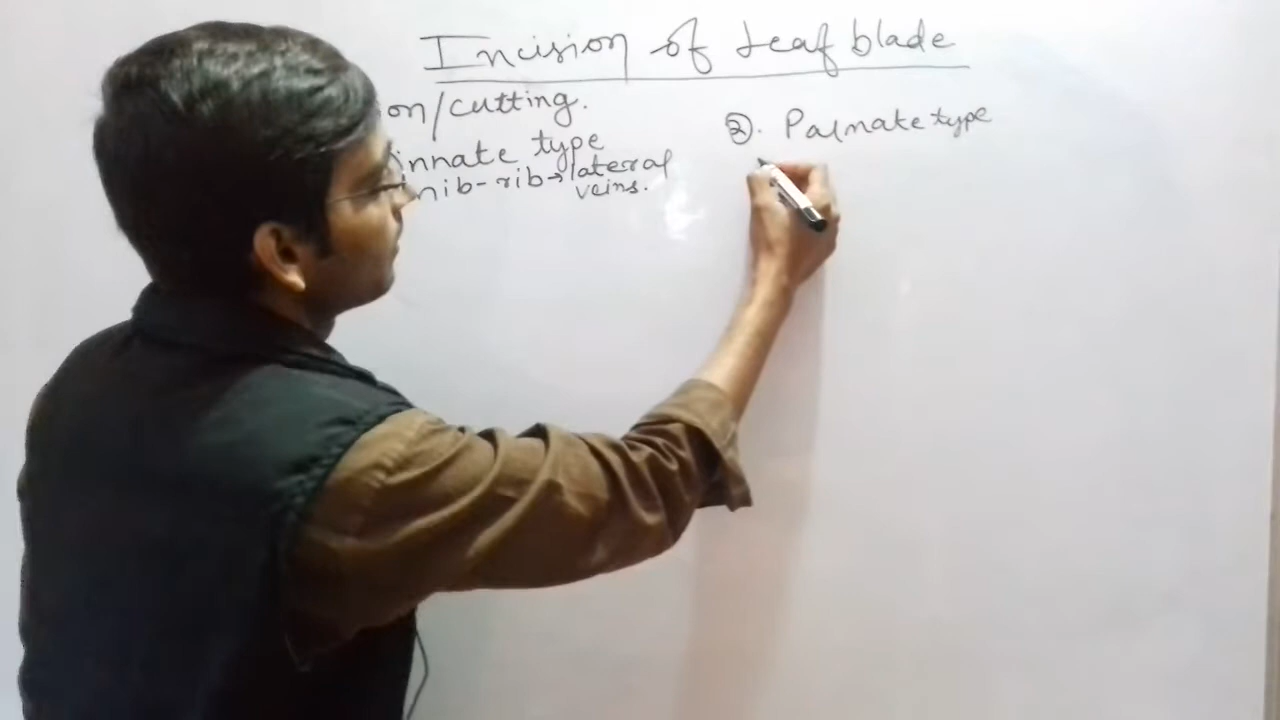 Incision of Leaf blade
on/cutting.
innate type
nib-rib→lateral
veins.
②. Palmate type